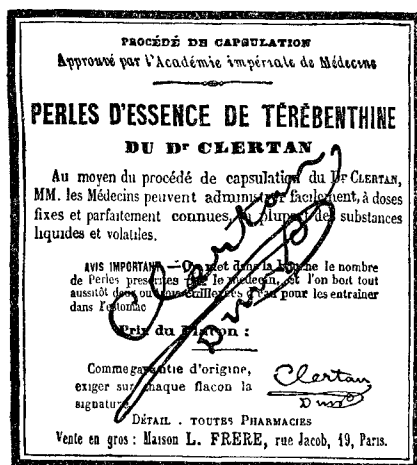 PROCÉDÉ DE CAPSULATION
Approuvé par l'Académie impériale de Médecine
PERLES D'ESSENCE DE TÉRÉBENTHINE
DU Dr CLERTAN
Au moyen du procédé de capsulation du Dr CLERTAN,
MM. les Médecins peuvent administrer facilement, à doses
fixes et parfaitement connues, la plupart des substances
liquides et volatiles.
AVIS IMPORTANT — On met dans la bouche le nombre
de Perles prescrites par le médecin, et l'on boit tout
aussitôt deux ou trois cuillerées d'eau pour les entraîner
dans l'estomac
Prix du Flacon :
Clertan
Comme garantie d'origine,
exiger sur chaque flacon la
signature
Clertan
DÉTAIL . TOUTES PHARMACIES
Vente en gros : Maison L. FRERE, rue Jacob, 19, Paris.